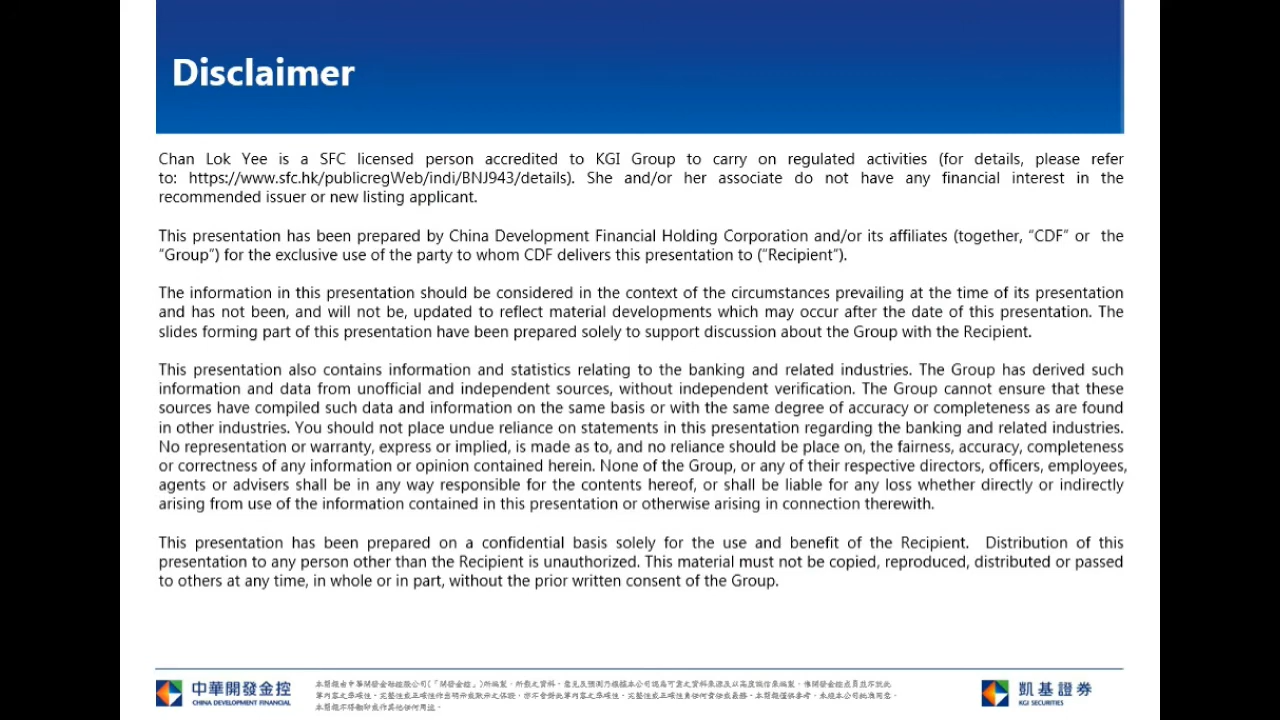 Disclaimer
Chan Lok Yee is a SFC licensed person accredited to KGI Group to carry on regulated activities (for details, please refer
to: https://www.sfc.hk/publicregWeb/indi/BNJ943/details). She and/or her associate do not have any financial interest in the
recommended issuer or new listing applicant.
This presentation has been prepared by China Development Financial Holding Corporation and/or its affiliates (together, “CDF” or the
“Group”) for the exclusive use of the party to whom CDF delivers this presentation to (“Recipient”).
The information in this presentation should be considered in the context of the circumstances prevailing at the time of its presentation
and has not been, and will not be, updated to reflect material developments which may occur after the date of this presentation. The
slides forming part of this presentation have been prepared solely to support discussion about the Group with the Recipient.
This presentation also contains information and statistics relating to the banking and related industries. The Group has derived such
information and data from unofficial and independent sources, without independent verification. The Group cannot ensure that these
sources have compiled such data and information on the same basis or with the same degree of accuracy or completeness as are found
in other industries. You should not place undue reliance on statements in this presentation regarding the banking and related industries.
No representation or warranty, express or implied, is made as to, and no reliance should be place on, the fairness, accuracy, completeness
or correctness of any information or opinion contained herein. None of the Group, or any of their respective directors, officers, employees,
agents or advisers shall be in any way responsible for the contents hereof, or shall be liable for any loss whether directly or indirectly
arising from use of the information contained in this presentation or otherwise arising in connection therewith.
This presentation has been prepared on a confidential basis solely for the use and benefit of the Recipient. Distribution of this
presentation to any person other than the Recipient is unauthorized. This material must not be copied, reproduced, distributed or passed
to others at any time, in whole or in part, without the prior written consent of the Group.
中華開發金控
CHINA DEVELOPMENT FINANCIAL
凱基證券
KGI SECURITIES